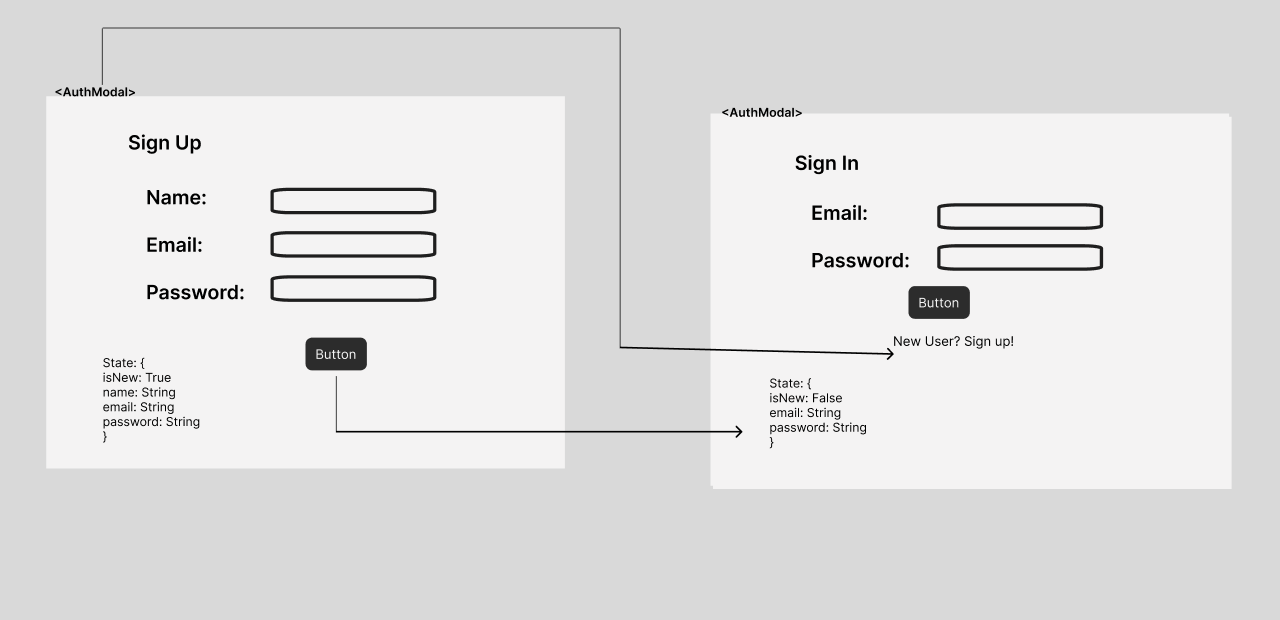 <AuthModal>
Sign Up
Name:
Email:
Password:
Button
State: {
isNew: True
name: String
email: String
password: String
}
<AuthModal>
Sign In
Email:
Password:
Button
New User? Sign up!
State: {
isNew: False
email: String
password: String
}